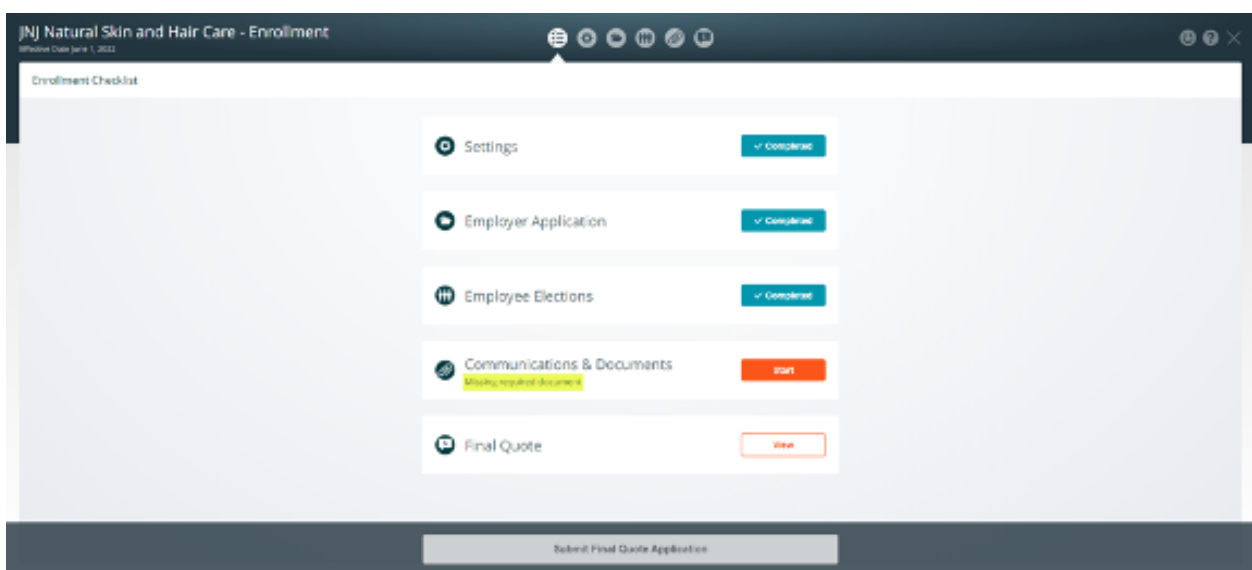 JNJ Natural Skin and Hair Care - Enrollment
Effective Date June 1, 2022
Enrollment Checklist
Settings
✓ Completed
Employer Application
✓ Completed
Employee Elections
✓ Completed
Communications & Documents
Missing required document
Start
Final Quote
View
Submit Final Quote Application